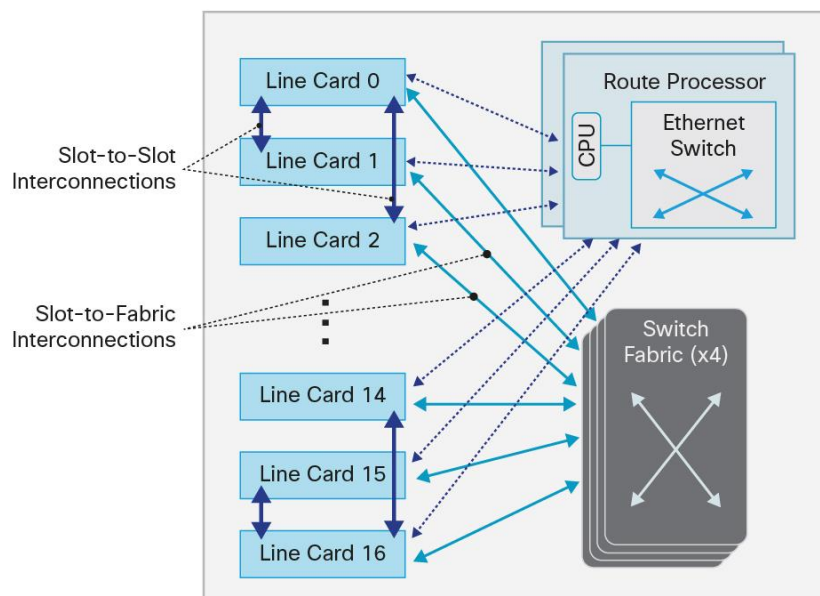 Line Card 0
Line Card 1
Line Card 2
Line Card 14
Line Card 15
Line Card 16
Slot-to-Slot
Interconnections
Slot-to-Fabric
Interconnections
Route Processor
CPU
Ethernet
Switch
Switch
Fabric (x4)